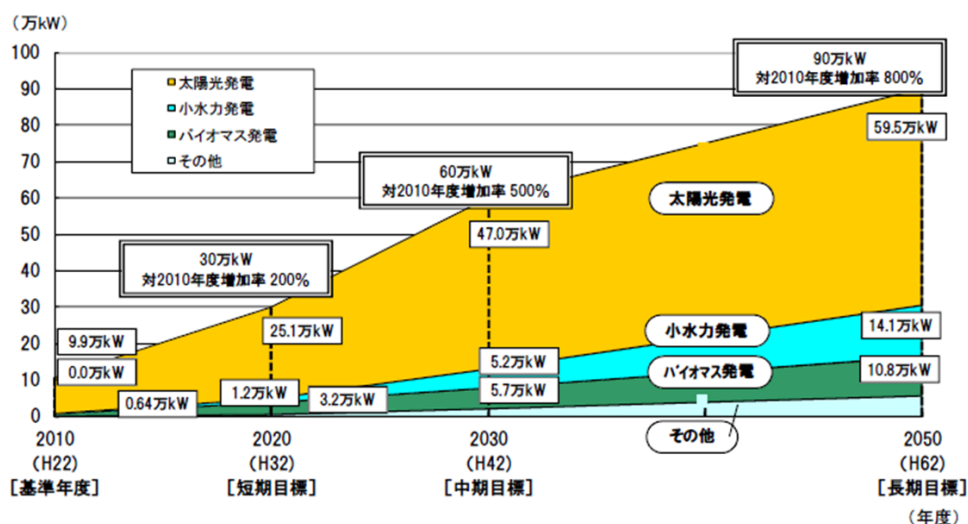 (万kW)
100
90
80
70
60
50
40
30
20
10
0
太陽光発電
小水力発電
バイオマス発電
その他
90万kW
対2010年度増加率 800%
59.5万kW
60万kW
対2010年度増加率 500%
太陽光発電
47.0万kW
30万kW
対2010年度増加率 200%
9.9万kW
25.1万kW
小水力発電
14.1万kW
0.0万kW
5.2万kW
バイオマス発電
10.8万kW
0.64万kW
1.2万kW
3.2万kW
5.7万kW
その他
2010
(H22)
[基準年度]
2020
(H32)
[短期目標]
2030
(H42)
[中期目標]
2050
(H62)
[長期目標]
(年度)